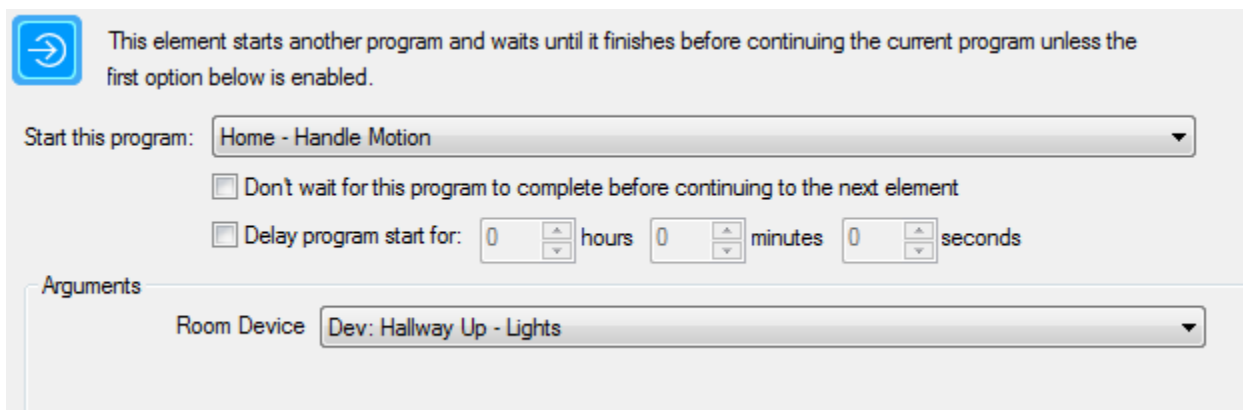 This element starts another program and waits until it finishes before continuing the current program unless the
first option below is enabled.
Start this program: Home - Handle Motion
Don't wait for this program to complete before continuing to the next element
Delay program start for: 0 hours 0 minutes 0 seconds
Arguments
Room Device Dev: Hallway Up - Lights